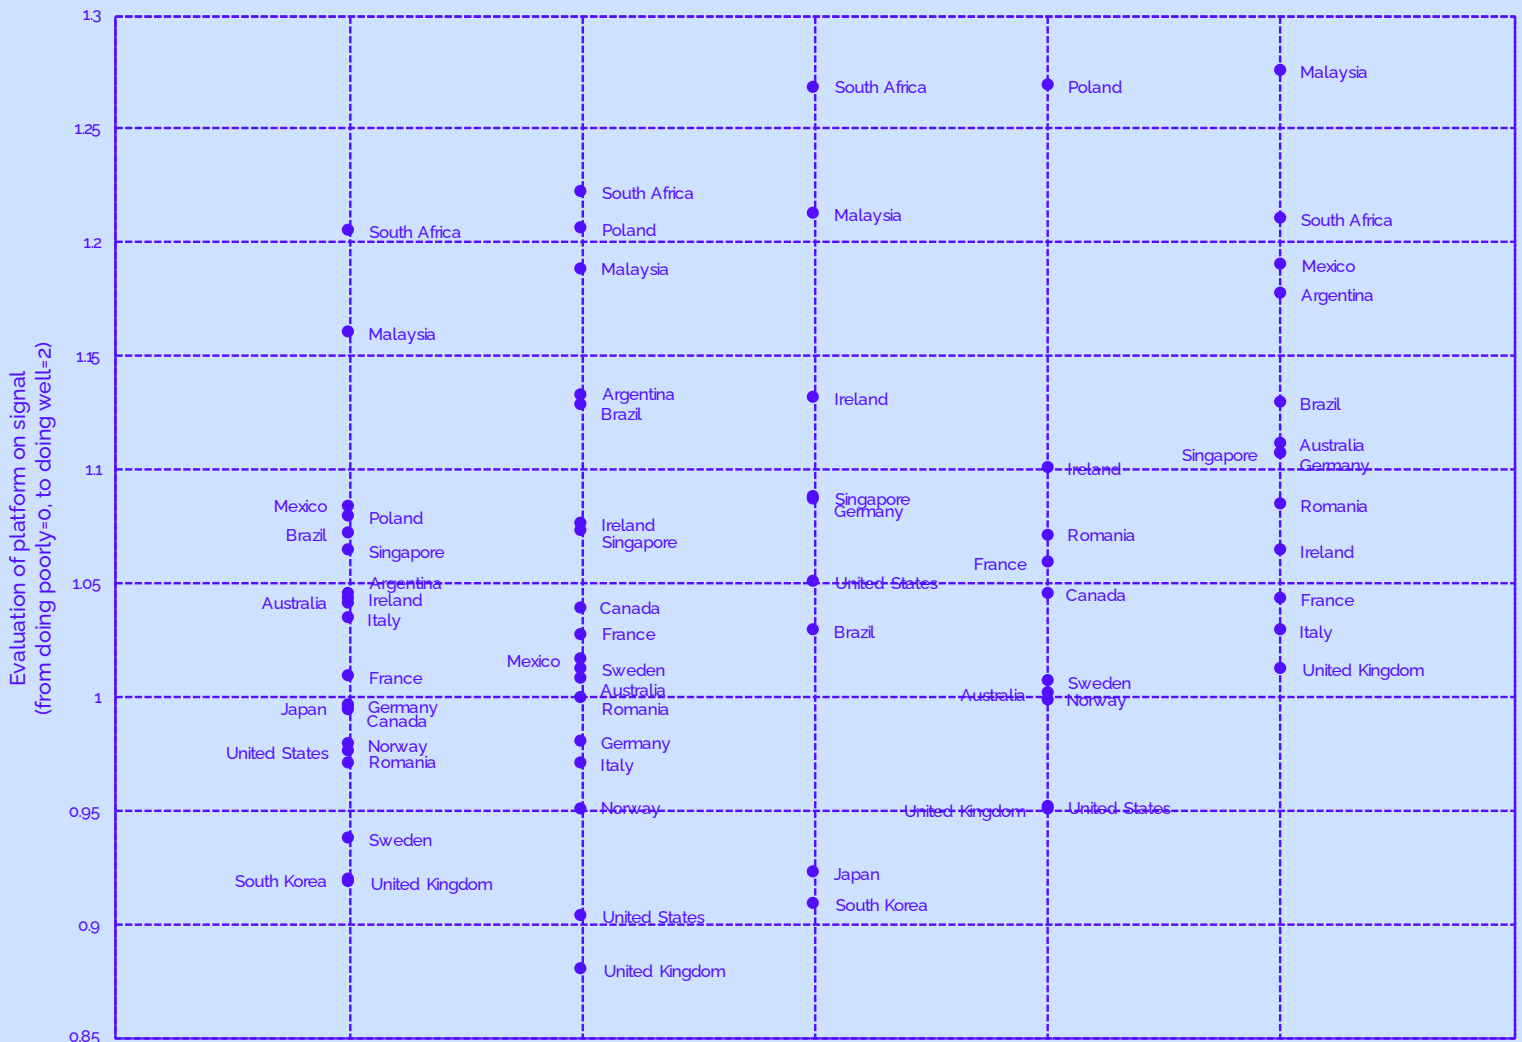 Evaluation of platform on signal
(from doing poorly=0, to doing well=2)
1.3
1.25
1.2
1.15
1.1
1.05
1
0.95
0.9
0.85
South Africa
Malaysia
Mexico
Poland
Brazil
Singapore
Argentina
Ireland
Australia
Italy
France
Germany
Japan
Canada
Norway
United States
Romania
Sweden
South Korea
United Kingdom
South Africa
Poland
Malaysia
Argentina
Brazil
Ireland
Singapore
Canada
France
Mexico
Sweden
Australia
Romania
Germany
Italy
Norway
United States
United Kingdom
South Africa
Malaysia
Ireland
Singapore
Germany
United States
Brazil
Japan
South Korea
Poland
Ireland
Romania
France
Canada
Sweden
Australia
Norway
United Kingdom
United States
Malaysia
South Africa
Mexico
Argentina
Brazil
Australia
Singapore
Germany
Romania
Ireland
France
Italy
United Kingdom